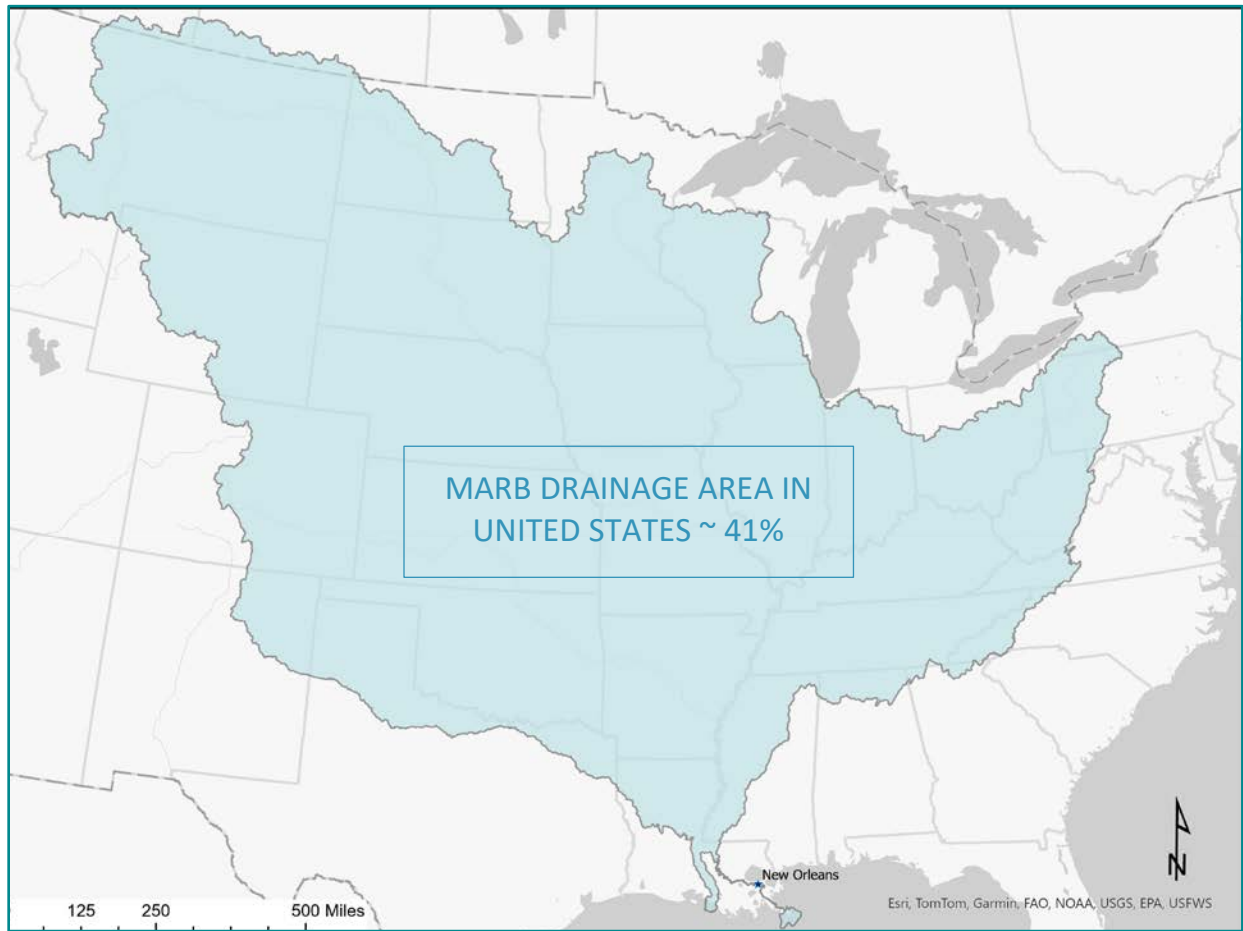 MARB DRAINAGE AREA IN
UNITED STATES ~ 41%
New Orleans
N
125 250 500 Miles
Esri, TomTom, Garmin, FAO, NOAA, USGS, EPA, USFWS